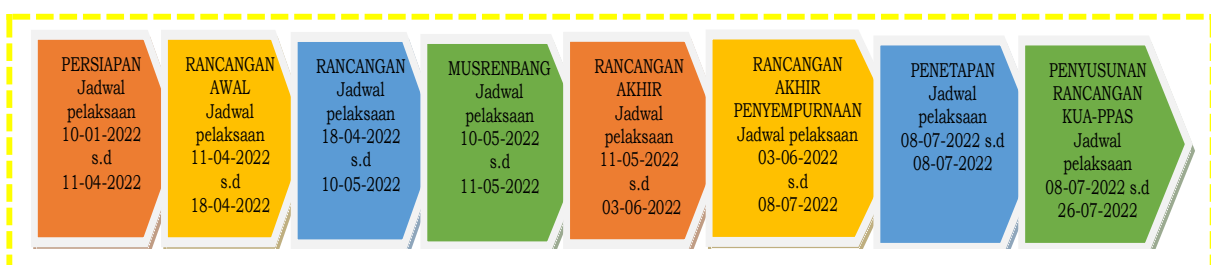 PERSIAPAN
Jadwal
pelaksaan
10-01-2022
s.d
11-04-2022
RANCANGAN
AWAL
Jadwal
pelaksaan
11-04-2022
s.d
18-04-2022
RANCANGAN
Jadwal
pelaksaan
18-04-2022
s.d
10-05-2022
MUSRENBANG
Jadwal
pelaksaan
10-05-2022
s.d
11-05-2022
RANCANGAN
AKHIR
Jadwal
pelaksaan
11-05-2022
s.d
03-06-2022
RANCANGAN
AKHIR
PENYEMPURNAAN
Jadwal pelaksaan
03-06-2022
s.d
08-07-2022
PENETAPAN
Jadwal
pelaksaan
08-07-2022 s.d
08-07-2022
PENYUSUNAN
RANCANGAN
KUA-PPAS
Jadwal
pelaksaan
08-07-2022 s.d
26-07-2022